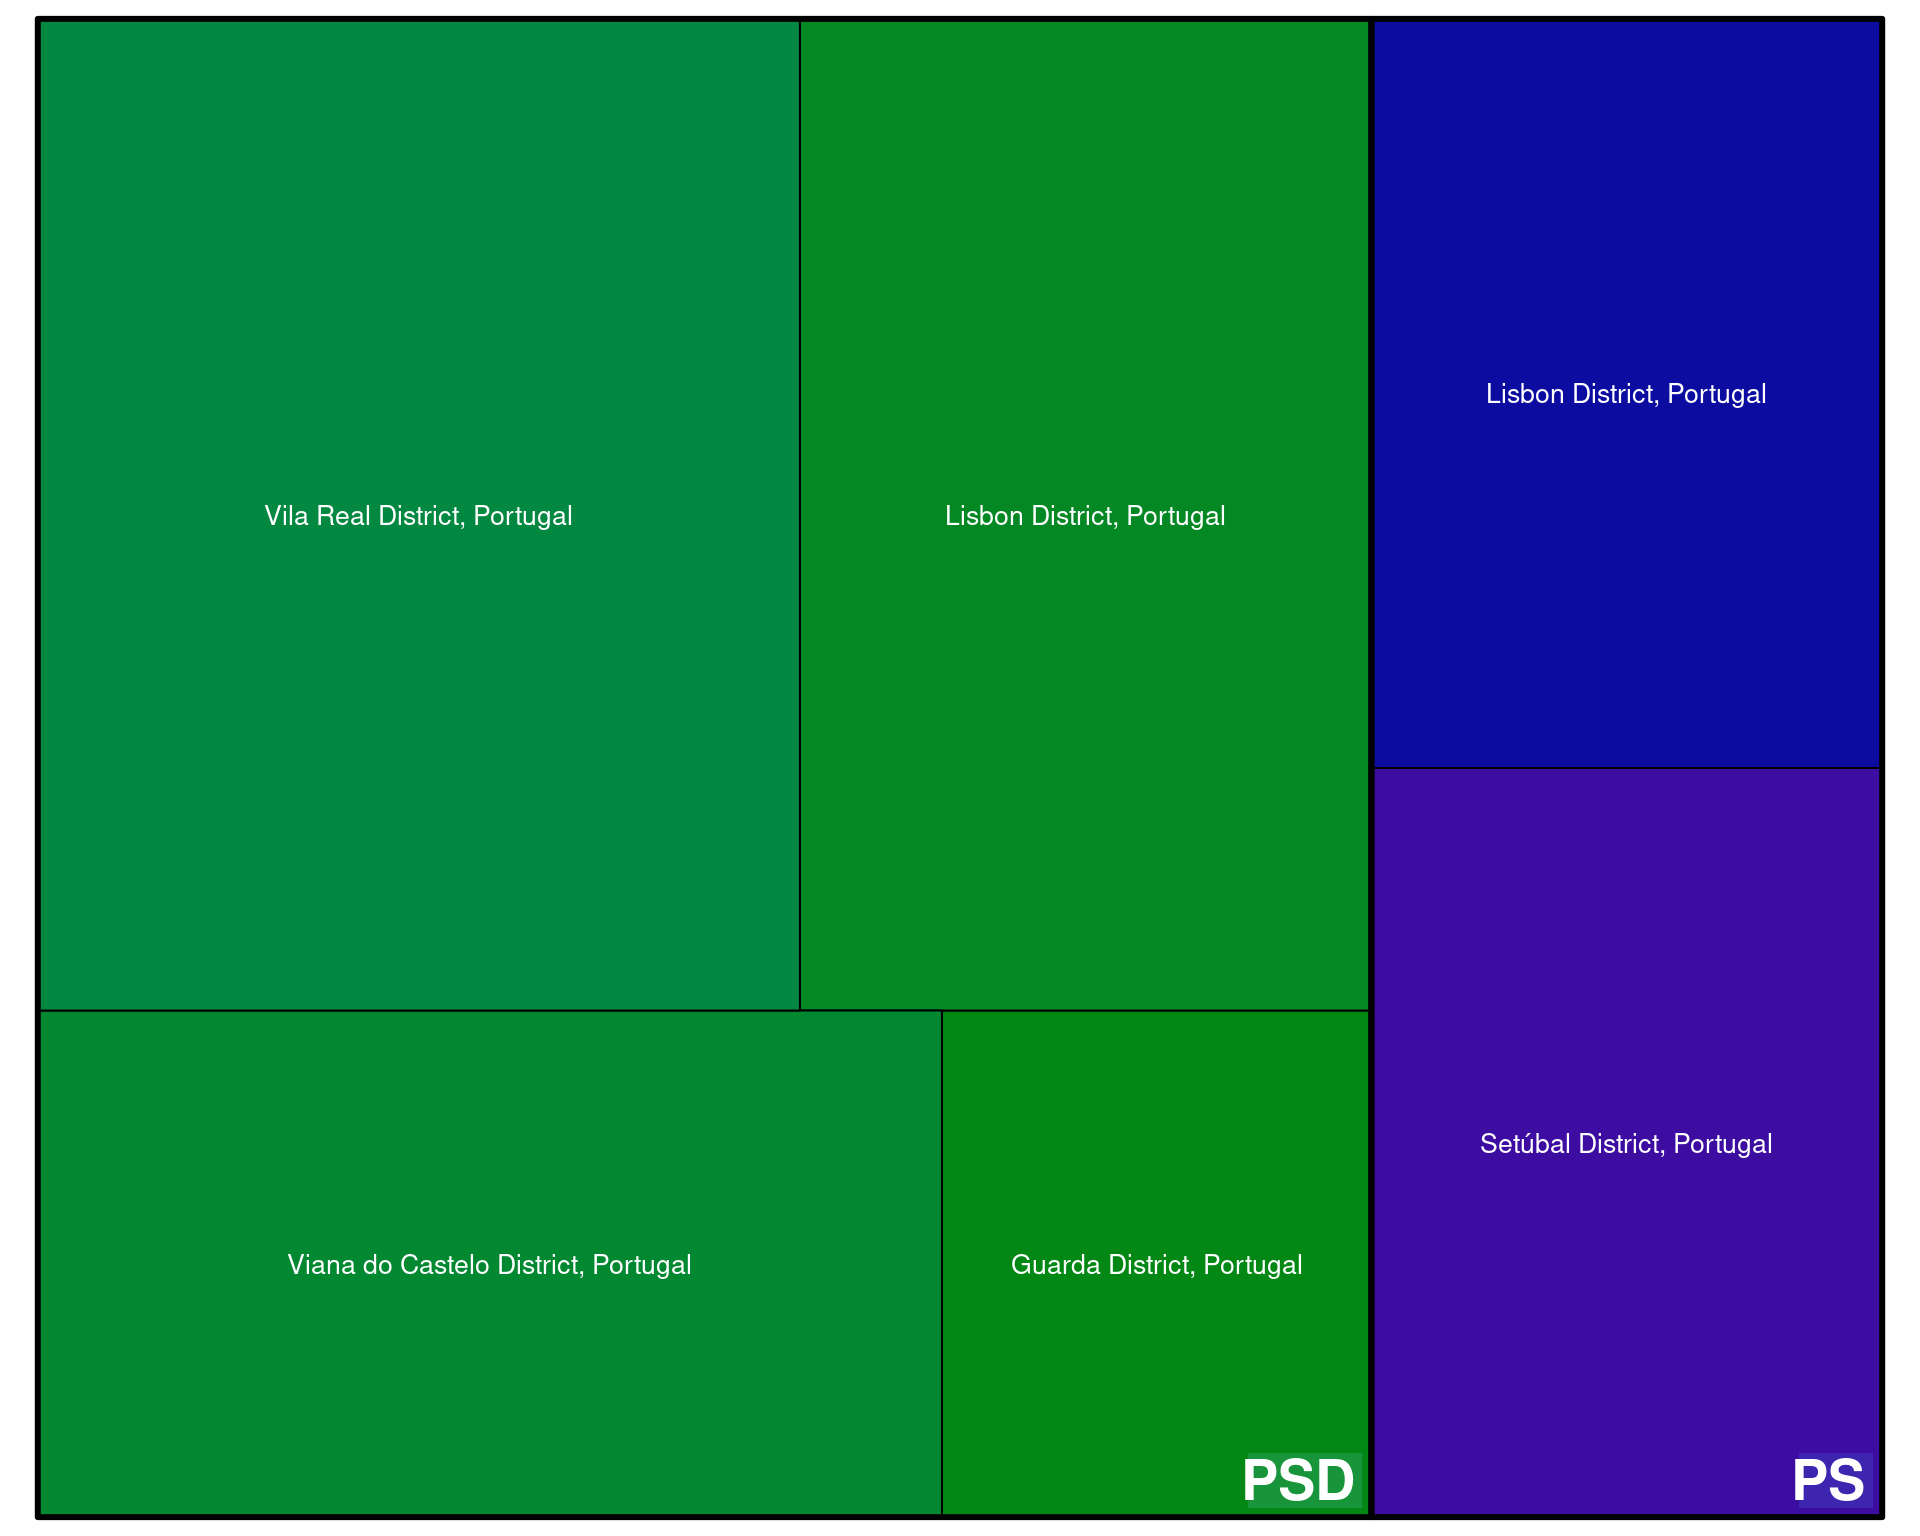 Vila Real District, Portugal
Lisbon District, Portugal
Viana do Castelo District, Portugal
Guarda District, Portugal
PSD
Lisbon District, Portugal
Setúbal District, Portugal
PS